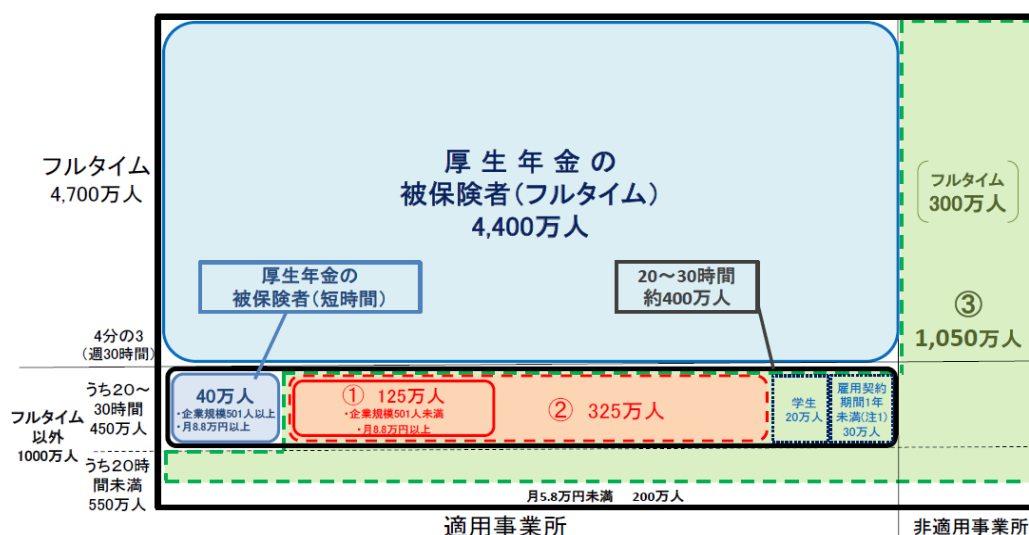 フルタイム
4,700万人
厚生年金の
被保険者(フルタイム)
4,400万人
フルタイム
300万人
厚生年金の
被保険者(短時間)
20～30時間
約400万人
③
1,050万人
4分の3
(週30時間)
フルタイム
以外
1000万人
うち20～
30時間
450万人
40万人
・企業規模501人以上
・月8.8万円以上
① 125万人
・企業規模501人未満
・月8.8万円以上
② 325万人
学生
20万人
雇用契約
期間1年
未満(注1)
30万人
うち20時
間未満
550万人
月5.8万円未満 200万人
適用事業所
非適用事業所